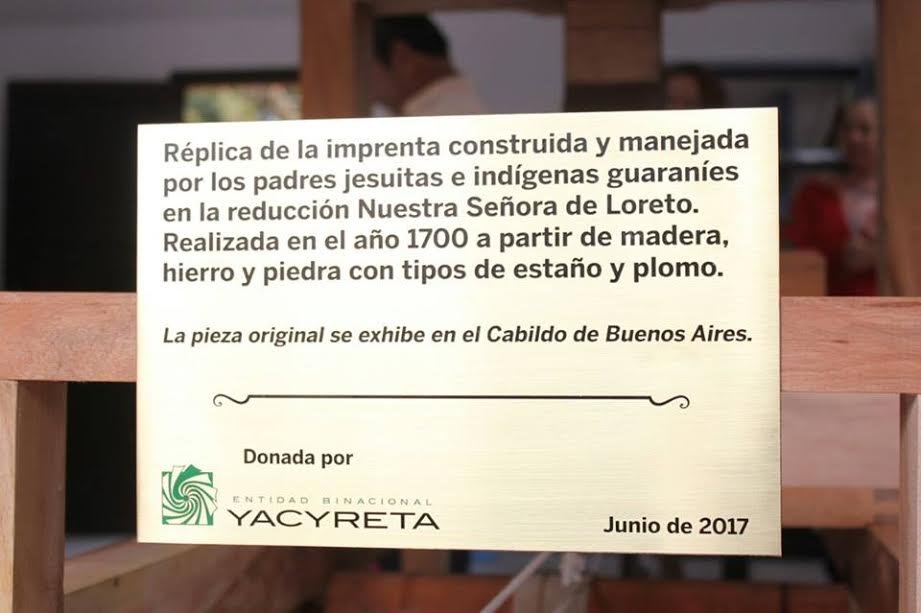 Réplica de la imprenta construida y manejada
por los padres jesuitas e indígenas guaraníes
en la reducción Nuestra Señora de Loreto.
Realizada en el año 1700 a partir de madera,
hierro y piedra con tipos de estaño y plomo.
La pieza original se exhibe en el Cabildo de Buenos Aires.
Donada por
ENTIDAD BINACIONAL
YACYRETA
Junio de 2017